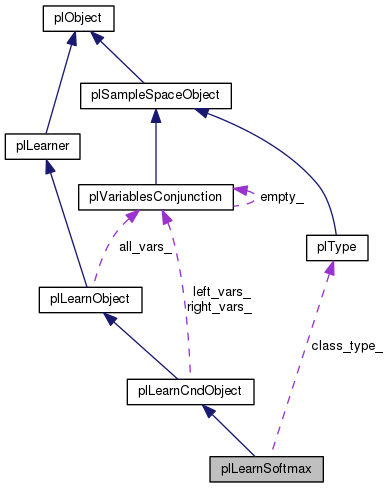 plObject
plSampleSpaceObject
plLearner
plVariablesConjunction
empty_
plType
all_vars_
left_vars_
right_vars_
plLearnObject
class_type_
plLearnCndObject
plLearnSoftmax